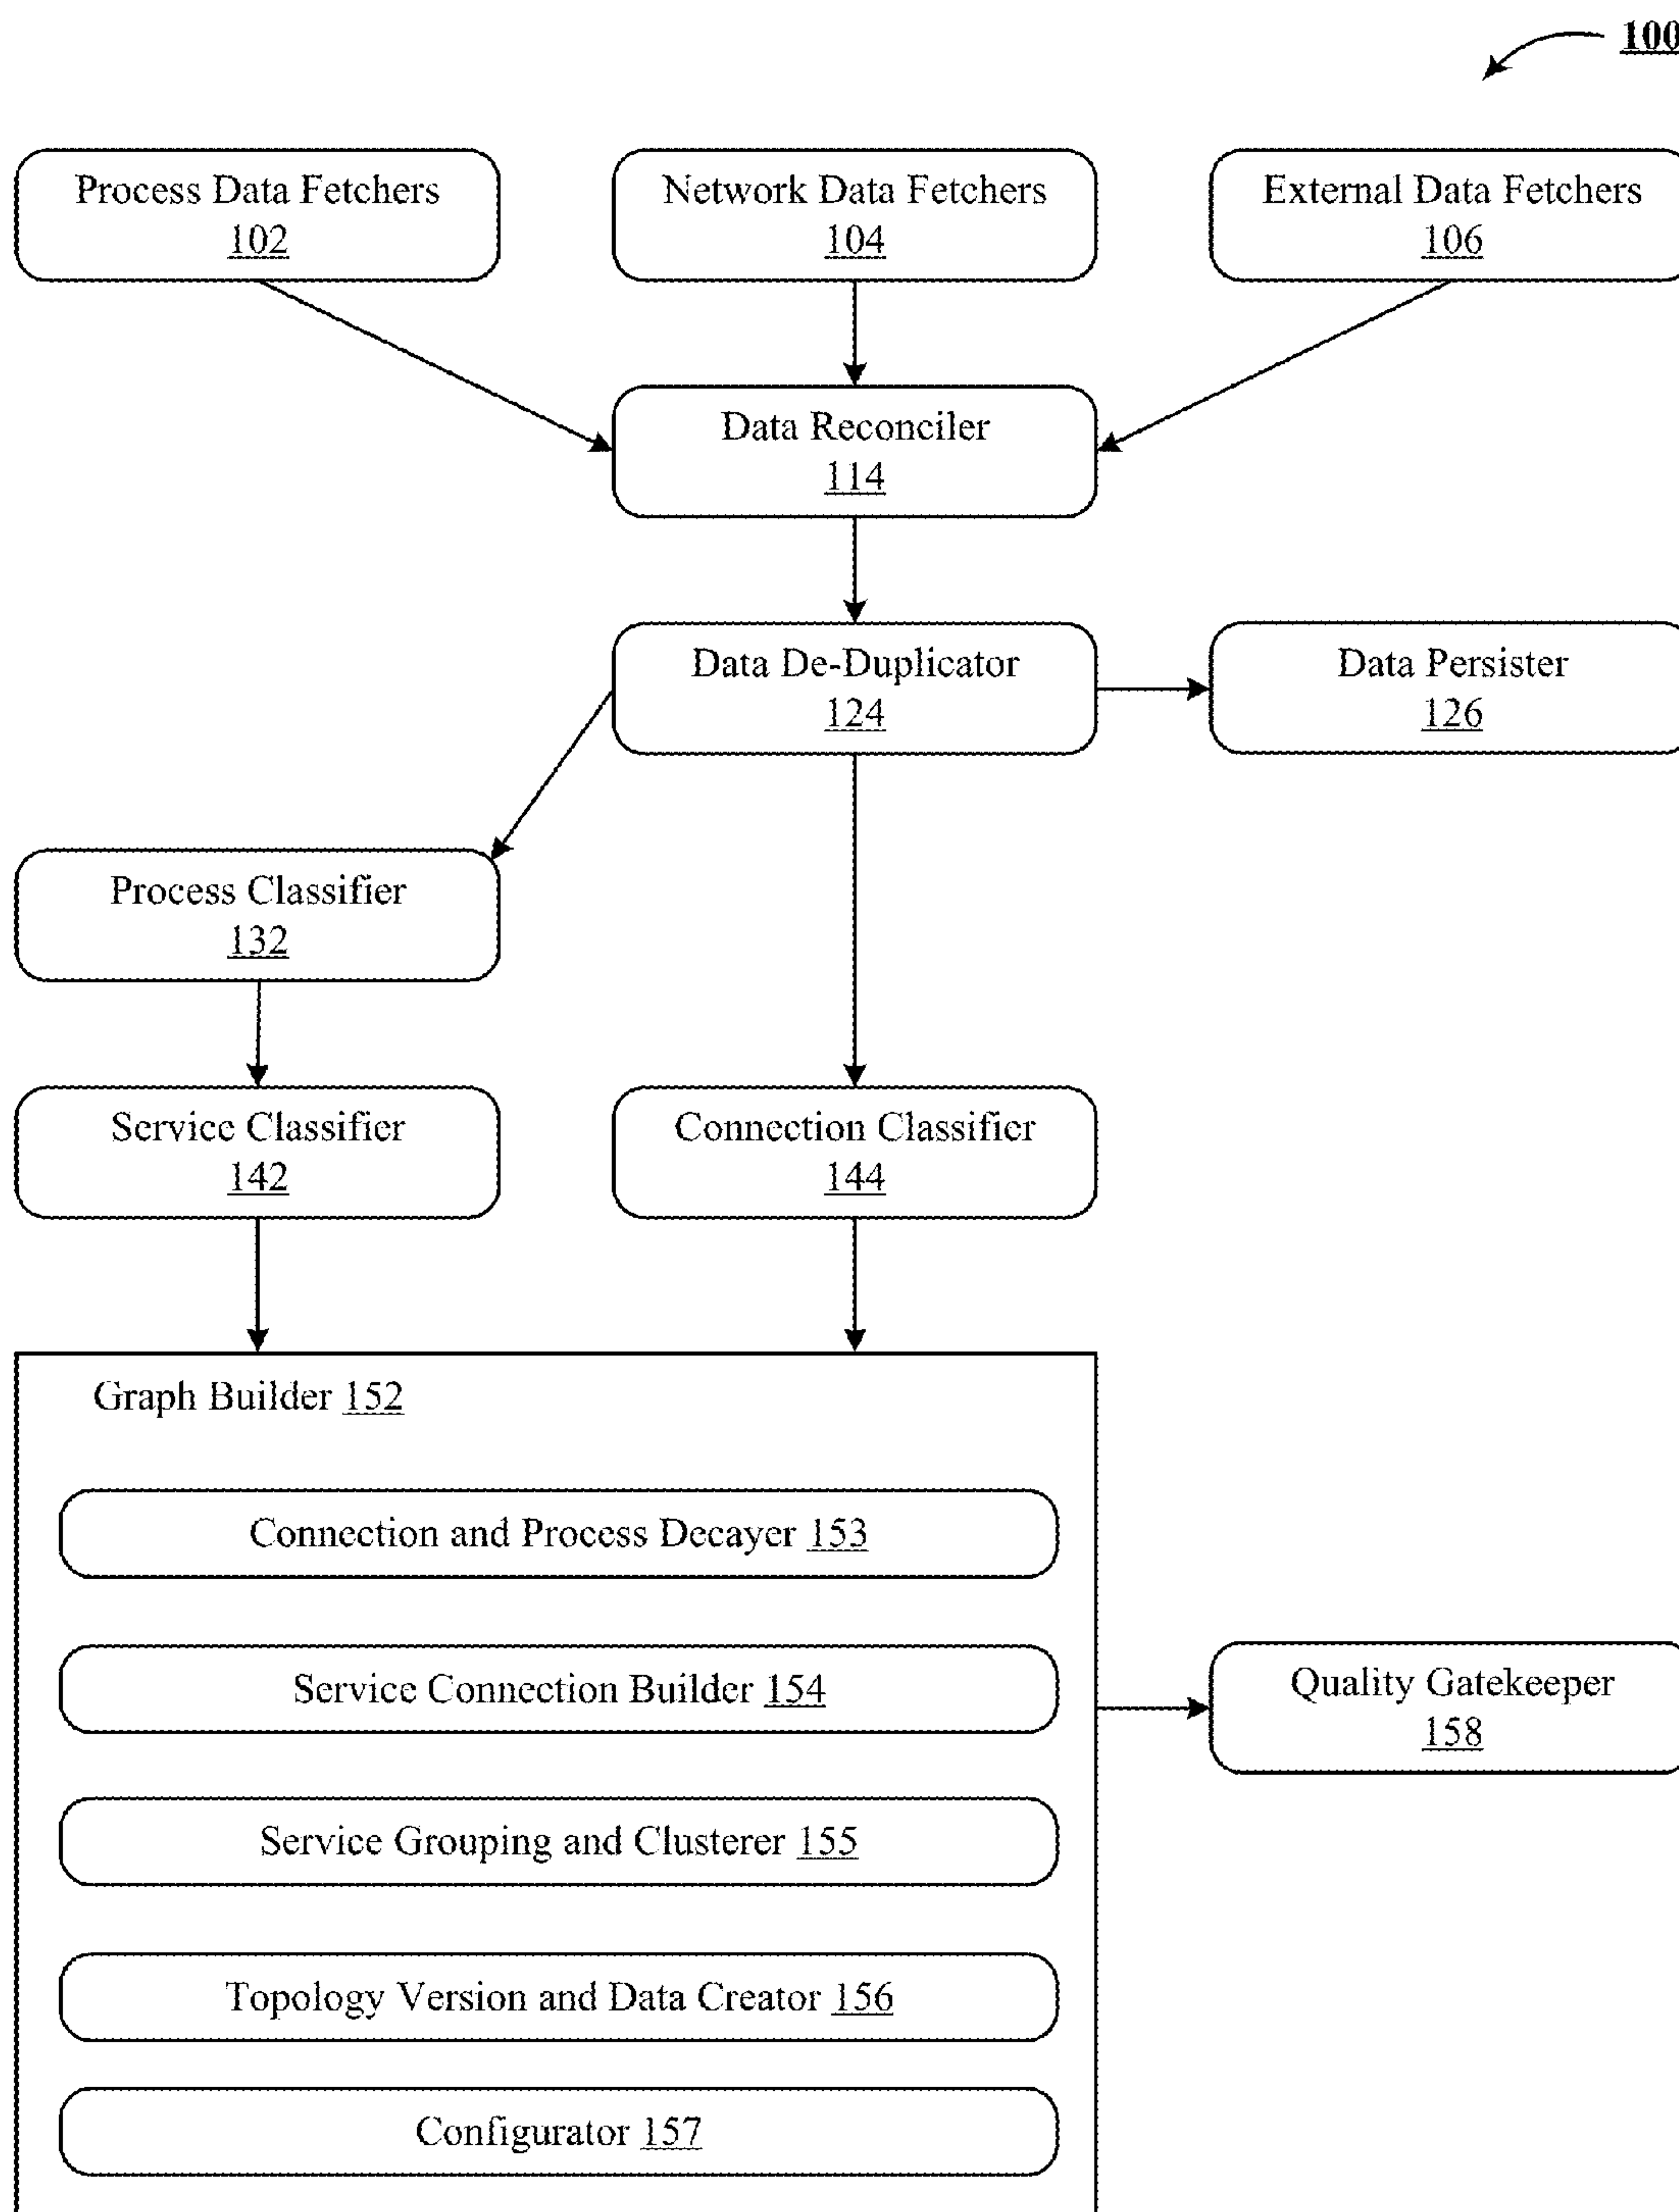 100
Process Data Fetchers
102
Network Data Fetchers
104
External Data Fetchers
106
Data Reconciler
114
Data De-Duplicator
124
Data Persister
126
Process Classifier
132
Service Classifier
142
Connection Classifier
144
Graph Builder 152
Connection and Process Decayer 153
Service Connection Builder 154
Service Grouping and Clusterer 155
Topology Version and Data Creator 156
Configurator 157
Quality Gatekeeper
158